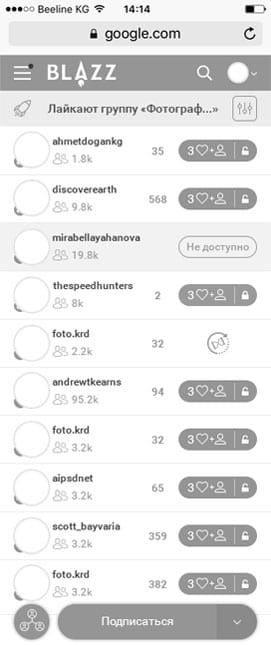 Beeline KG 14:14
google.com
BLAZZ
Лайкают группу «Фотограф...»
ahmetdogankg
1.8k 35 3 +
discoverearth
9.8k 568 3 +
mirabellayahanova
19.8k Не доступно
thespeedhunters
8k 2 3 +
foto.krd
2.2k 32
andrewtkearns
95.2k 94 3 +
foto.krd
3.2k 32 3 +
aipsdnet
3.2k 65 3 +
scott_bayvaria
3.2k 359 3 +
foto.krd
3.2k 382 3 +
Подписаться